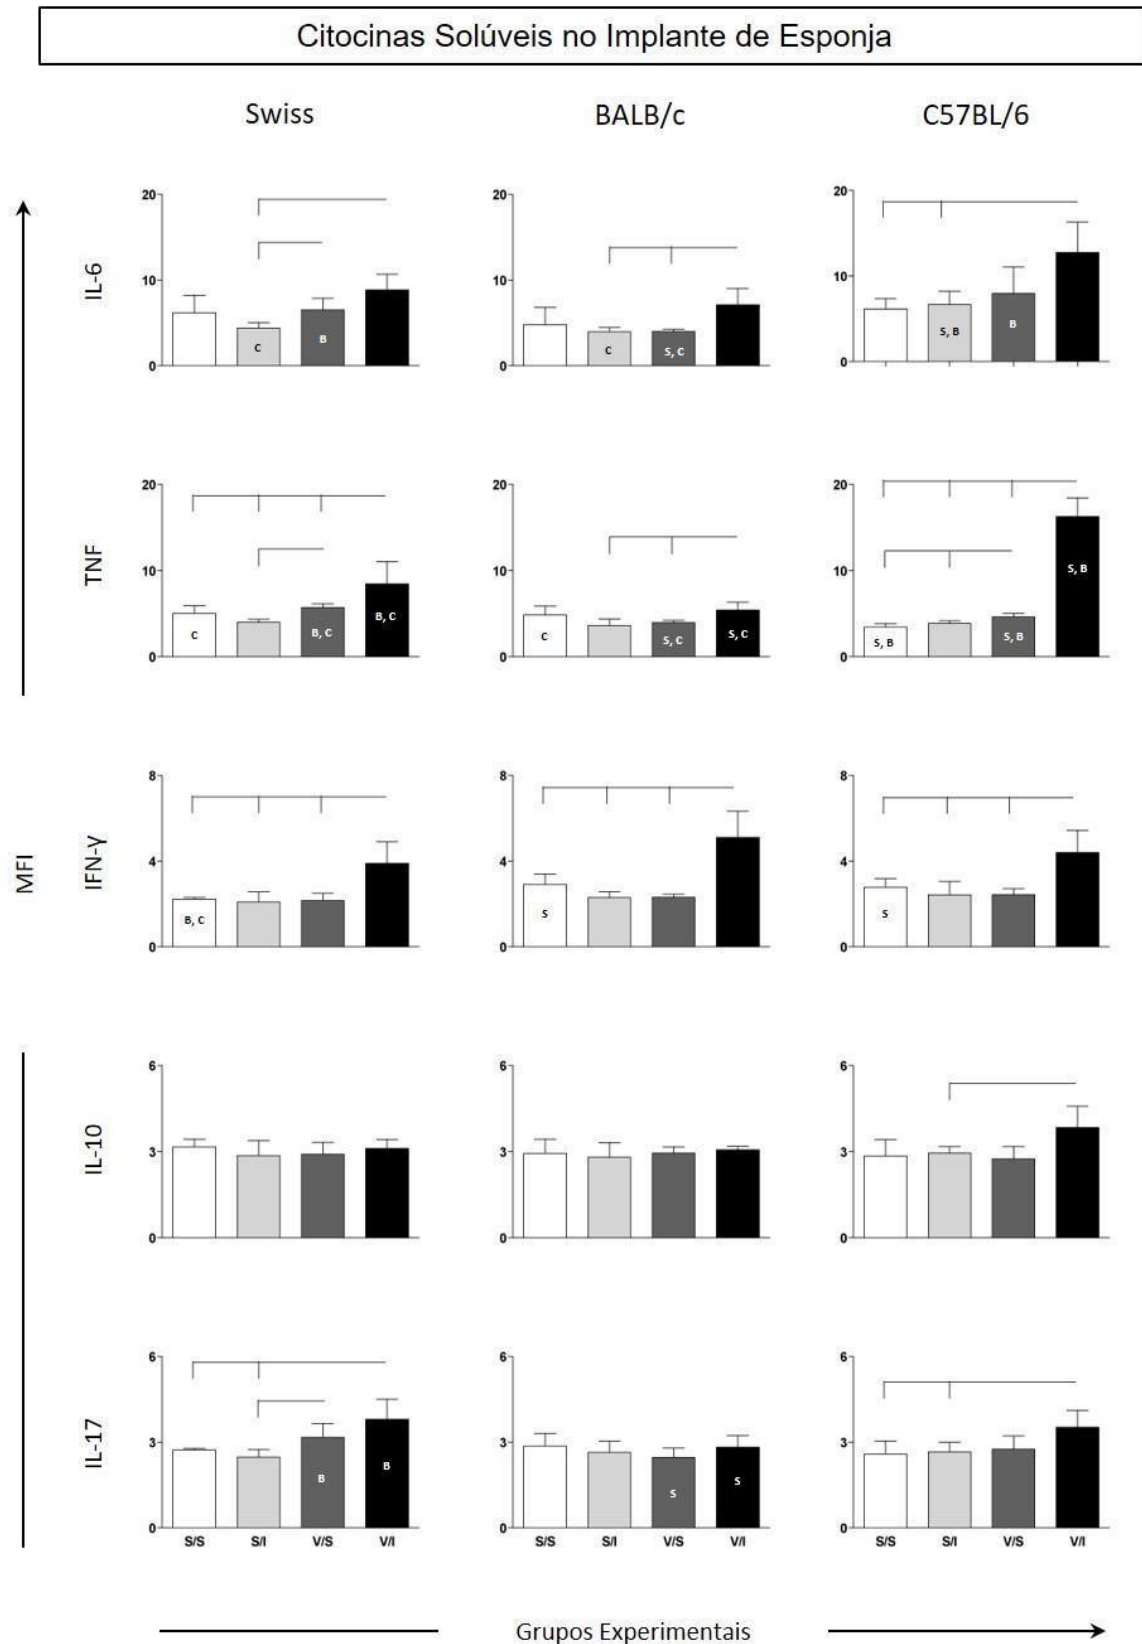 Citocinas Solúveis no Implante de Esponja
Swiss BALB/c C57BL/6
IL-6
20 10 0 C B
20 10 0 C S, C
20 10 0 S, B B
TNF
20 10 0 C B, C B, C
20 10 0 C S, C S, C
20 10 0 S, B S, B S, B
MFI
IFN-γ
8 4 0 B, C
8 4 0 S
8 4 0 S
IL-10
6 3 0
6 3 0
6 3 0
IL-17
6 3 0 B B
6 3 0 S S
6 3 0
S/S S/I V/S V/I S/S S/I V/S V/I S/S S/I V/S V/I
Grupos Experimentais